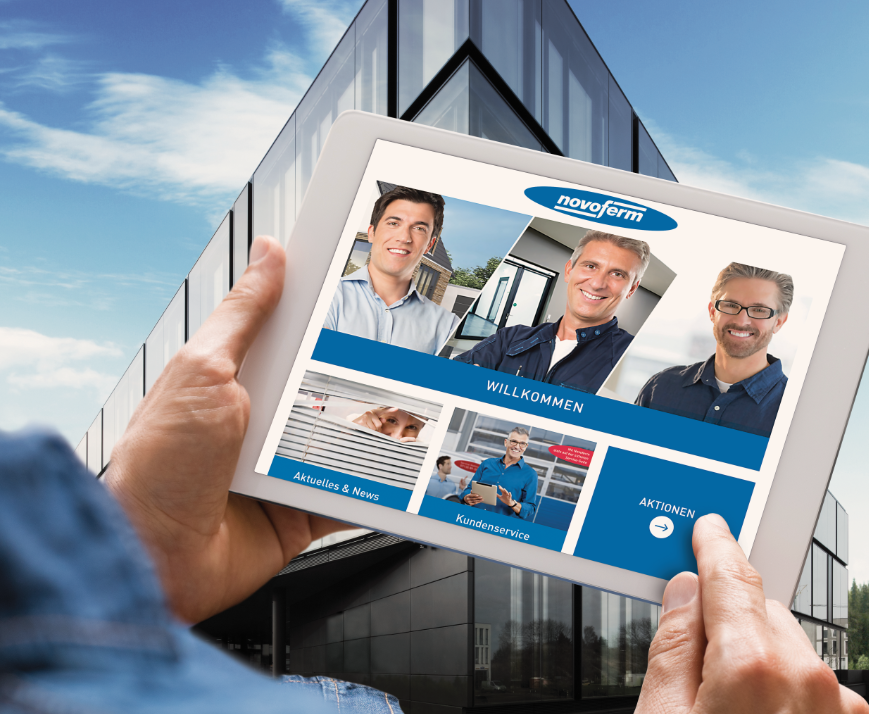 novoferm
WILLKOMMEN
Aktuelles & News
Kundenservice
AKTIONEN